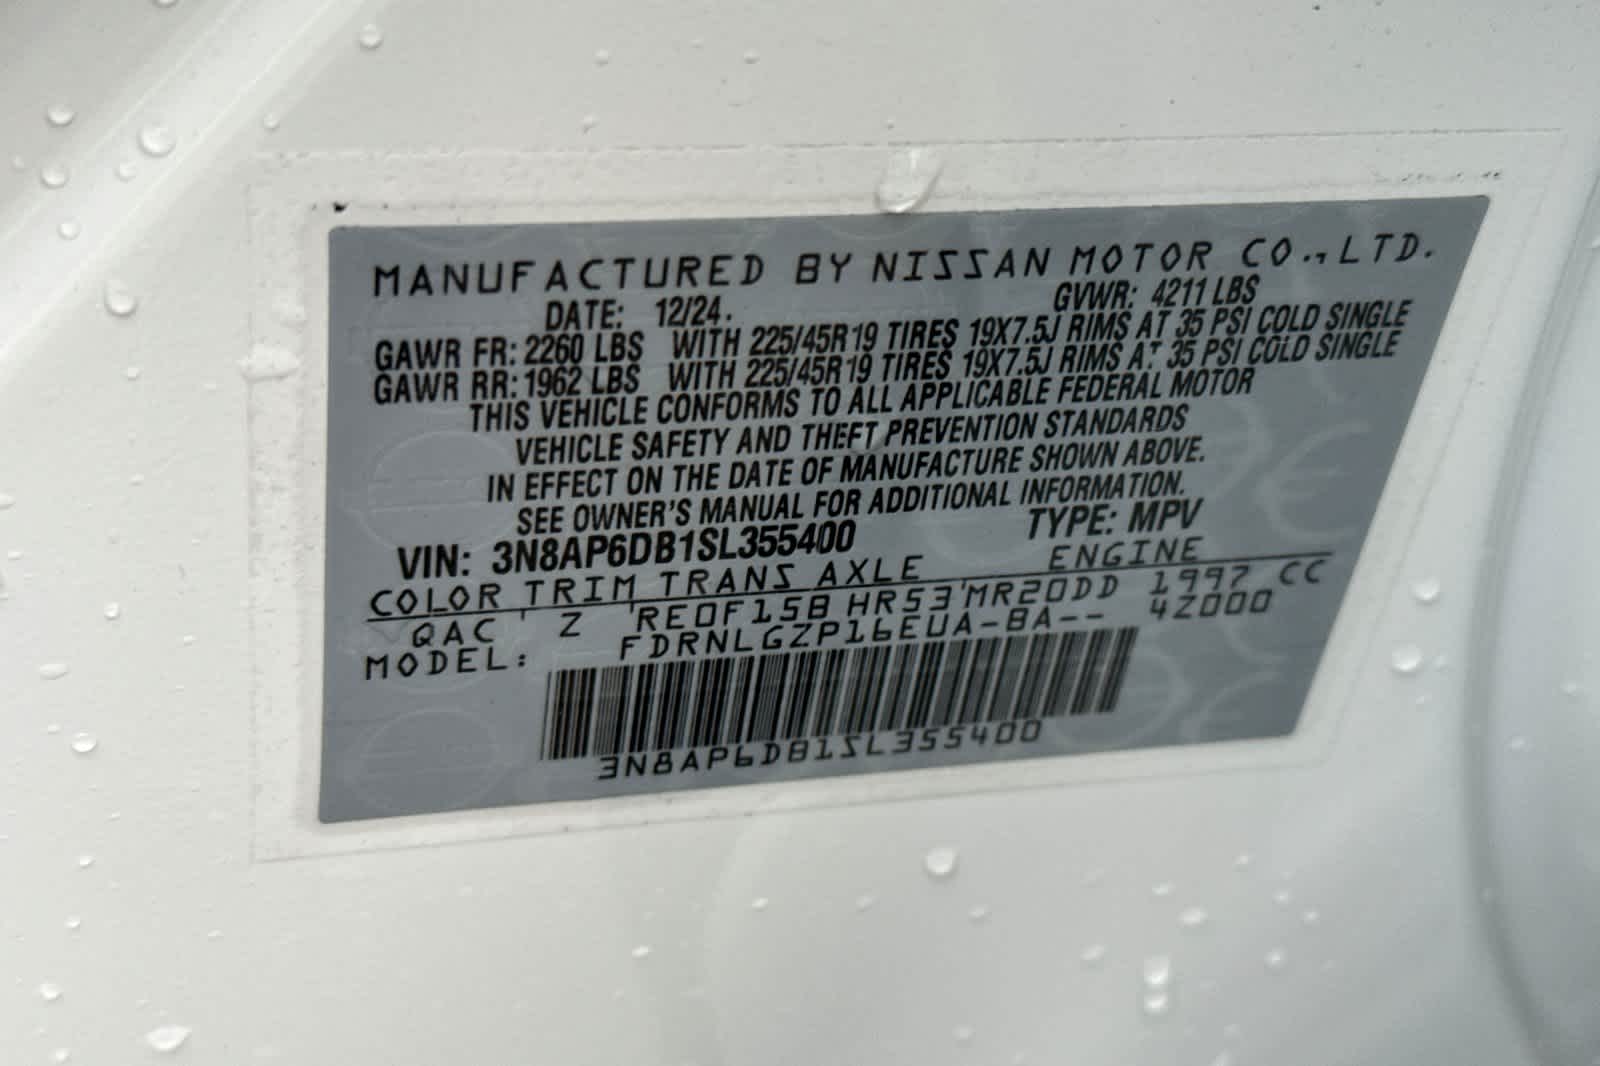 MANUFACTURED BY NISSAN MOTOR CO., LTD.
DATE: 12/24. GVWR: 4211 LBS
GAWR FR: 2260 LBS WITH 225/45R19 TIRES 19X7.5J RIMS AT 35 PSI COLD SINGLE
GAWR RR: 1962 LBS WITH 225/45R19 TIRES 19X7.5J RIMS AT 35 PSI COLD SINGLE
THIS VEHICLE CONFORMS TO ALL APPLICABLE FEDERAL MOTOR
VEHICLE SAFETY AND THEFT PREVENTION STANDARDS
IN EFFECT ON THE DATE OF MANUFACTURE SHOWN ABOVE.
SEE OWNER'S MANUAL FOR ADDITIONAL INFORMATION.
VIN: 3N8AP6DB1SL355400 TYPE: MPV
COLOR TRIM TRANS AXLE ENGINE
QAC ' Z 'RE0F15B HR53'MR20DD 1997 CC
MODEL: FDRNLGZP16EUA-BA-- 4Z000
3N8AP6DB1SL355400